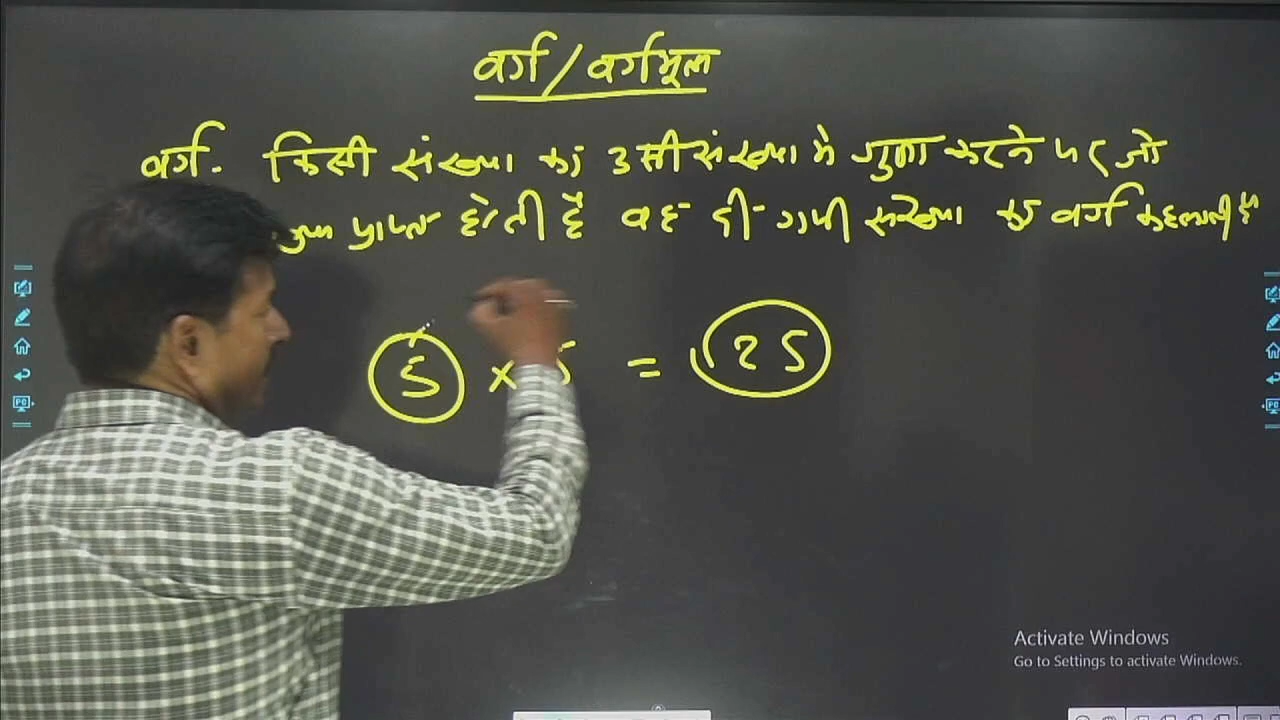 वर्ग/वर्गमूल
वर्ग. किसी संख्या को उसी संख्या में गुणा करने पर जो
प्राप्त होती है वह दी गयी संख्या का वर्ग कहलाती है
5 × 5 = 25
Activate Windows
Go to Settings to activate Windows.